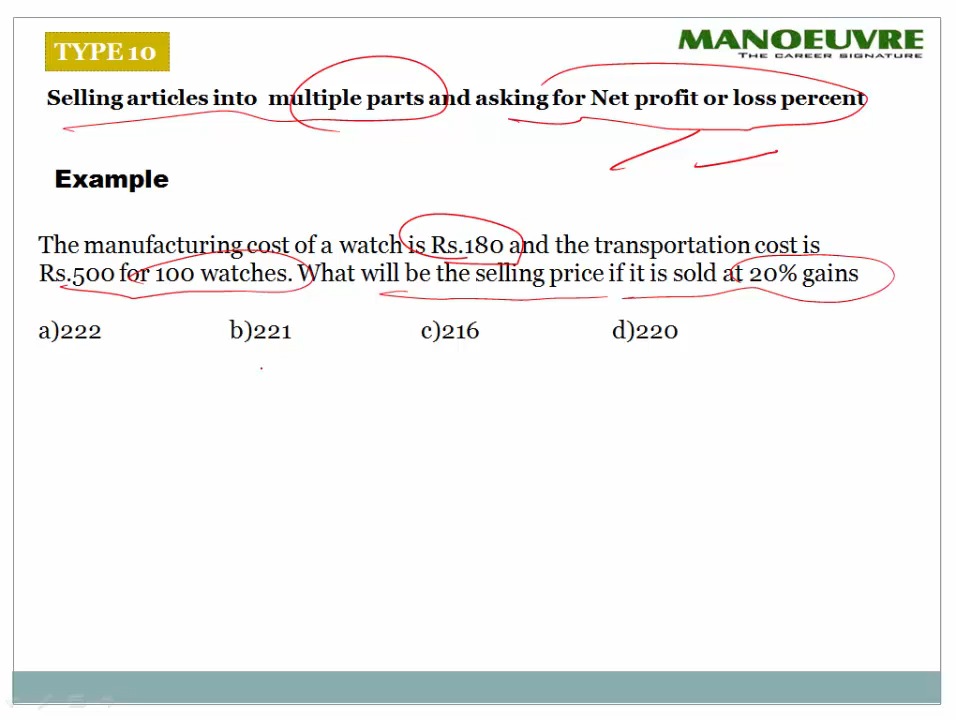 TYPE 10
MANOEUVRE
THE CAREER SIGNATURE
Selling articles into multiple parts and asking for Net profit or loss percent
Example
The manufacturing cost of a watch is Rs.180 and the transportation cost is
Rs.500 for 100 watches. What will be the selling price if it is sold at 20% gains
a)222 b)221 c)216 d)220